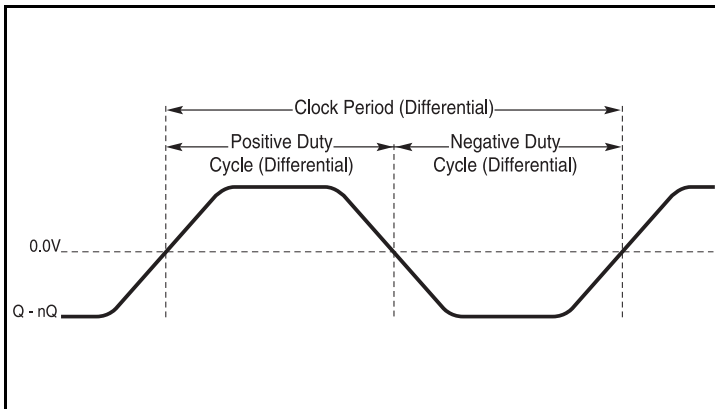 Clock Period (Differential)
Positive Duty
Cycle (Differential)
Negative Duty
Cycle (Differential)
0.0V
Q - nQ